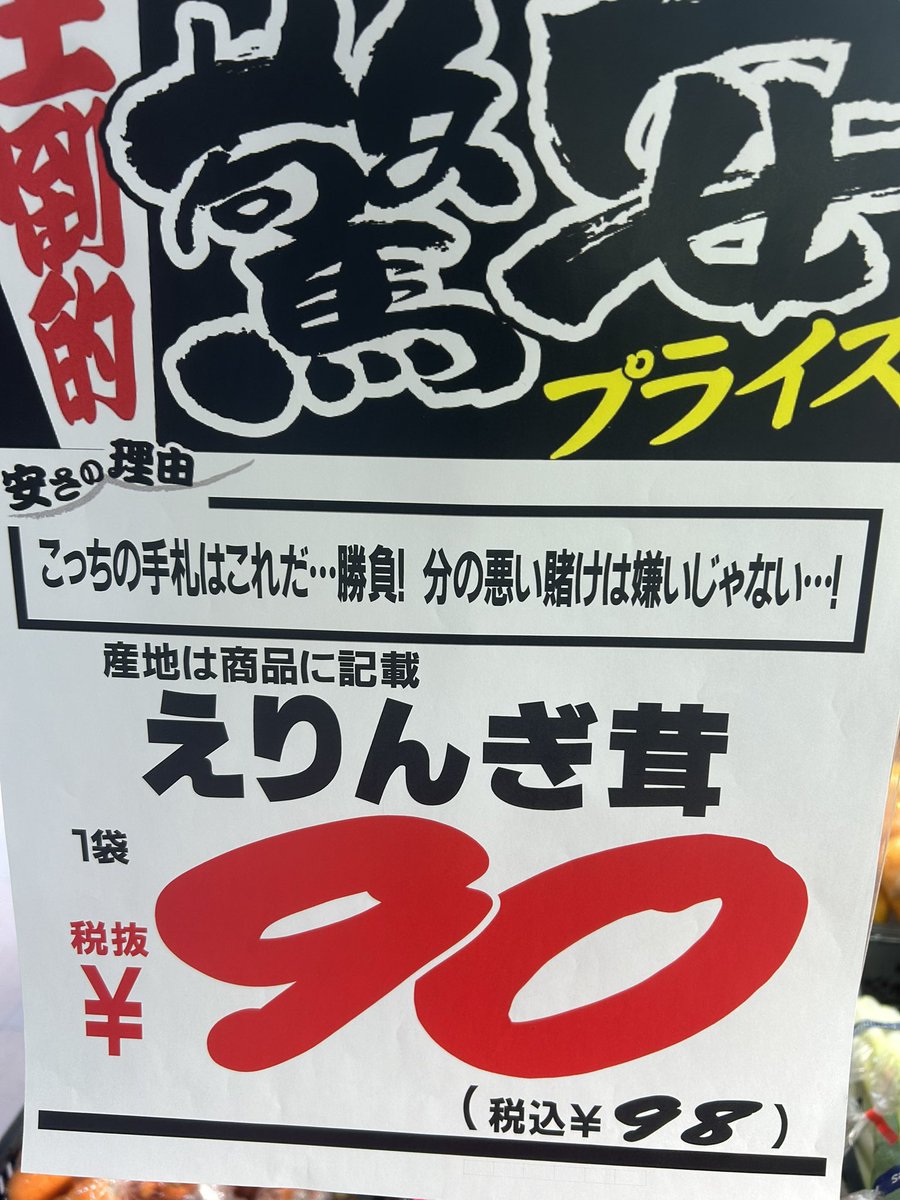 圧倒的
驚安
プライス
安さの理由
こっちの手札はこれだ…勝負! 分の悪い賭けは嫌いじゃない…!
産地は商品に記載
えりんぎ茸
1袋
税抜
¥90
(税込¥98)